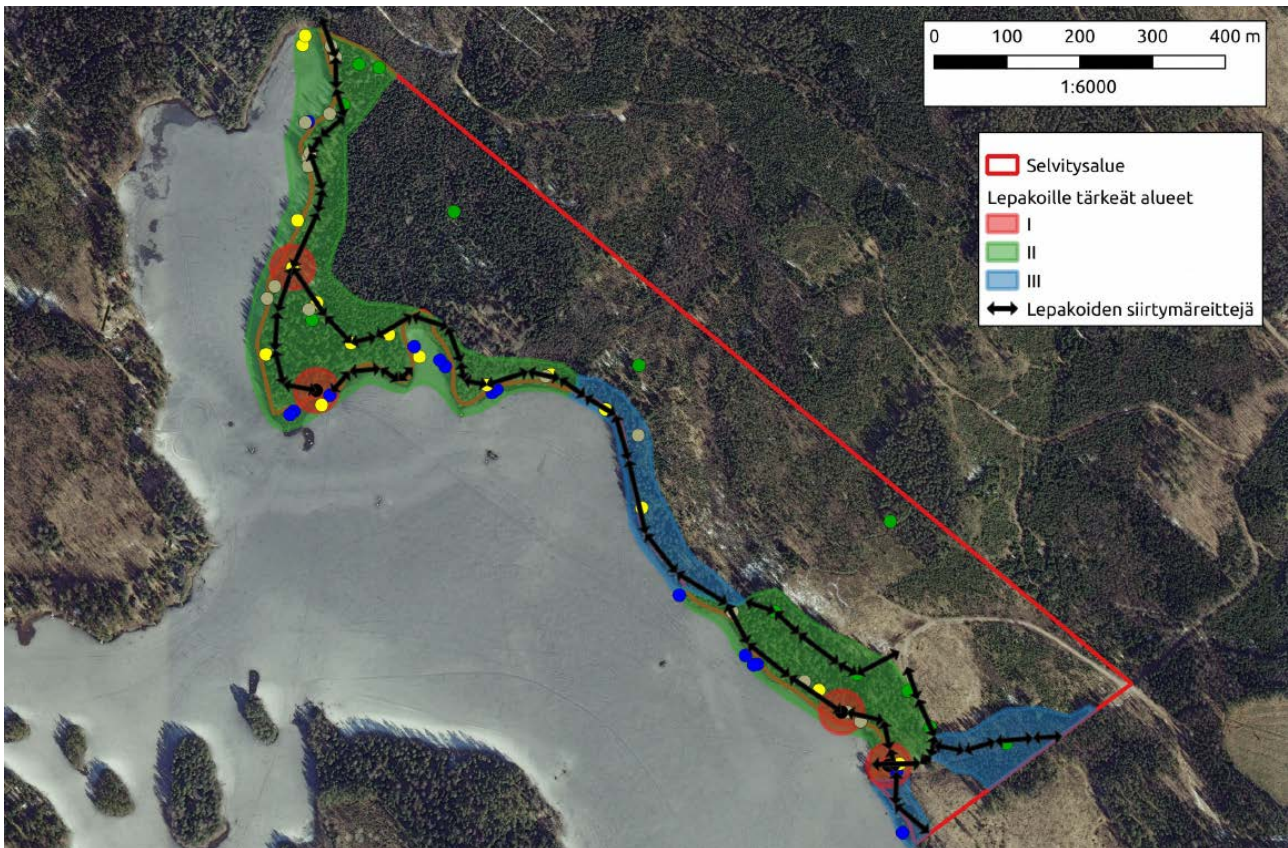 0 100 200 300 400 m
1:6000
Selvitysalue
Lepakoille tärkeät alueet
I
II
III
Lepakoiden siirtymäreittejä